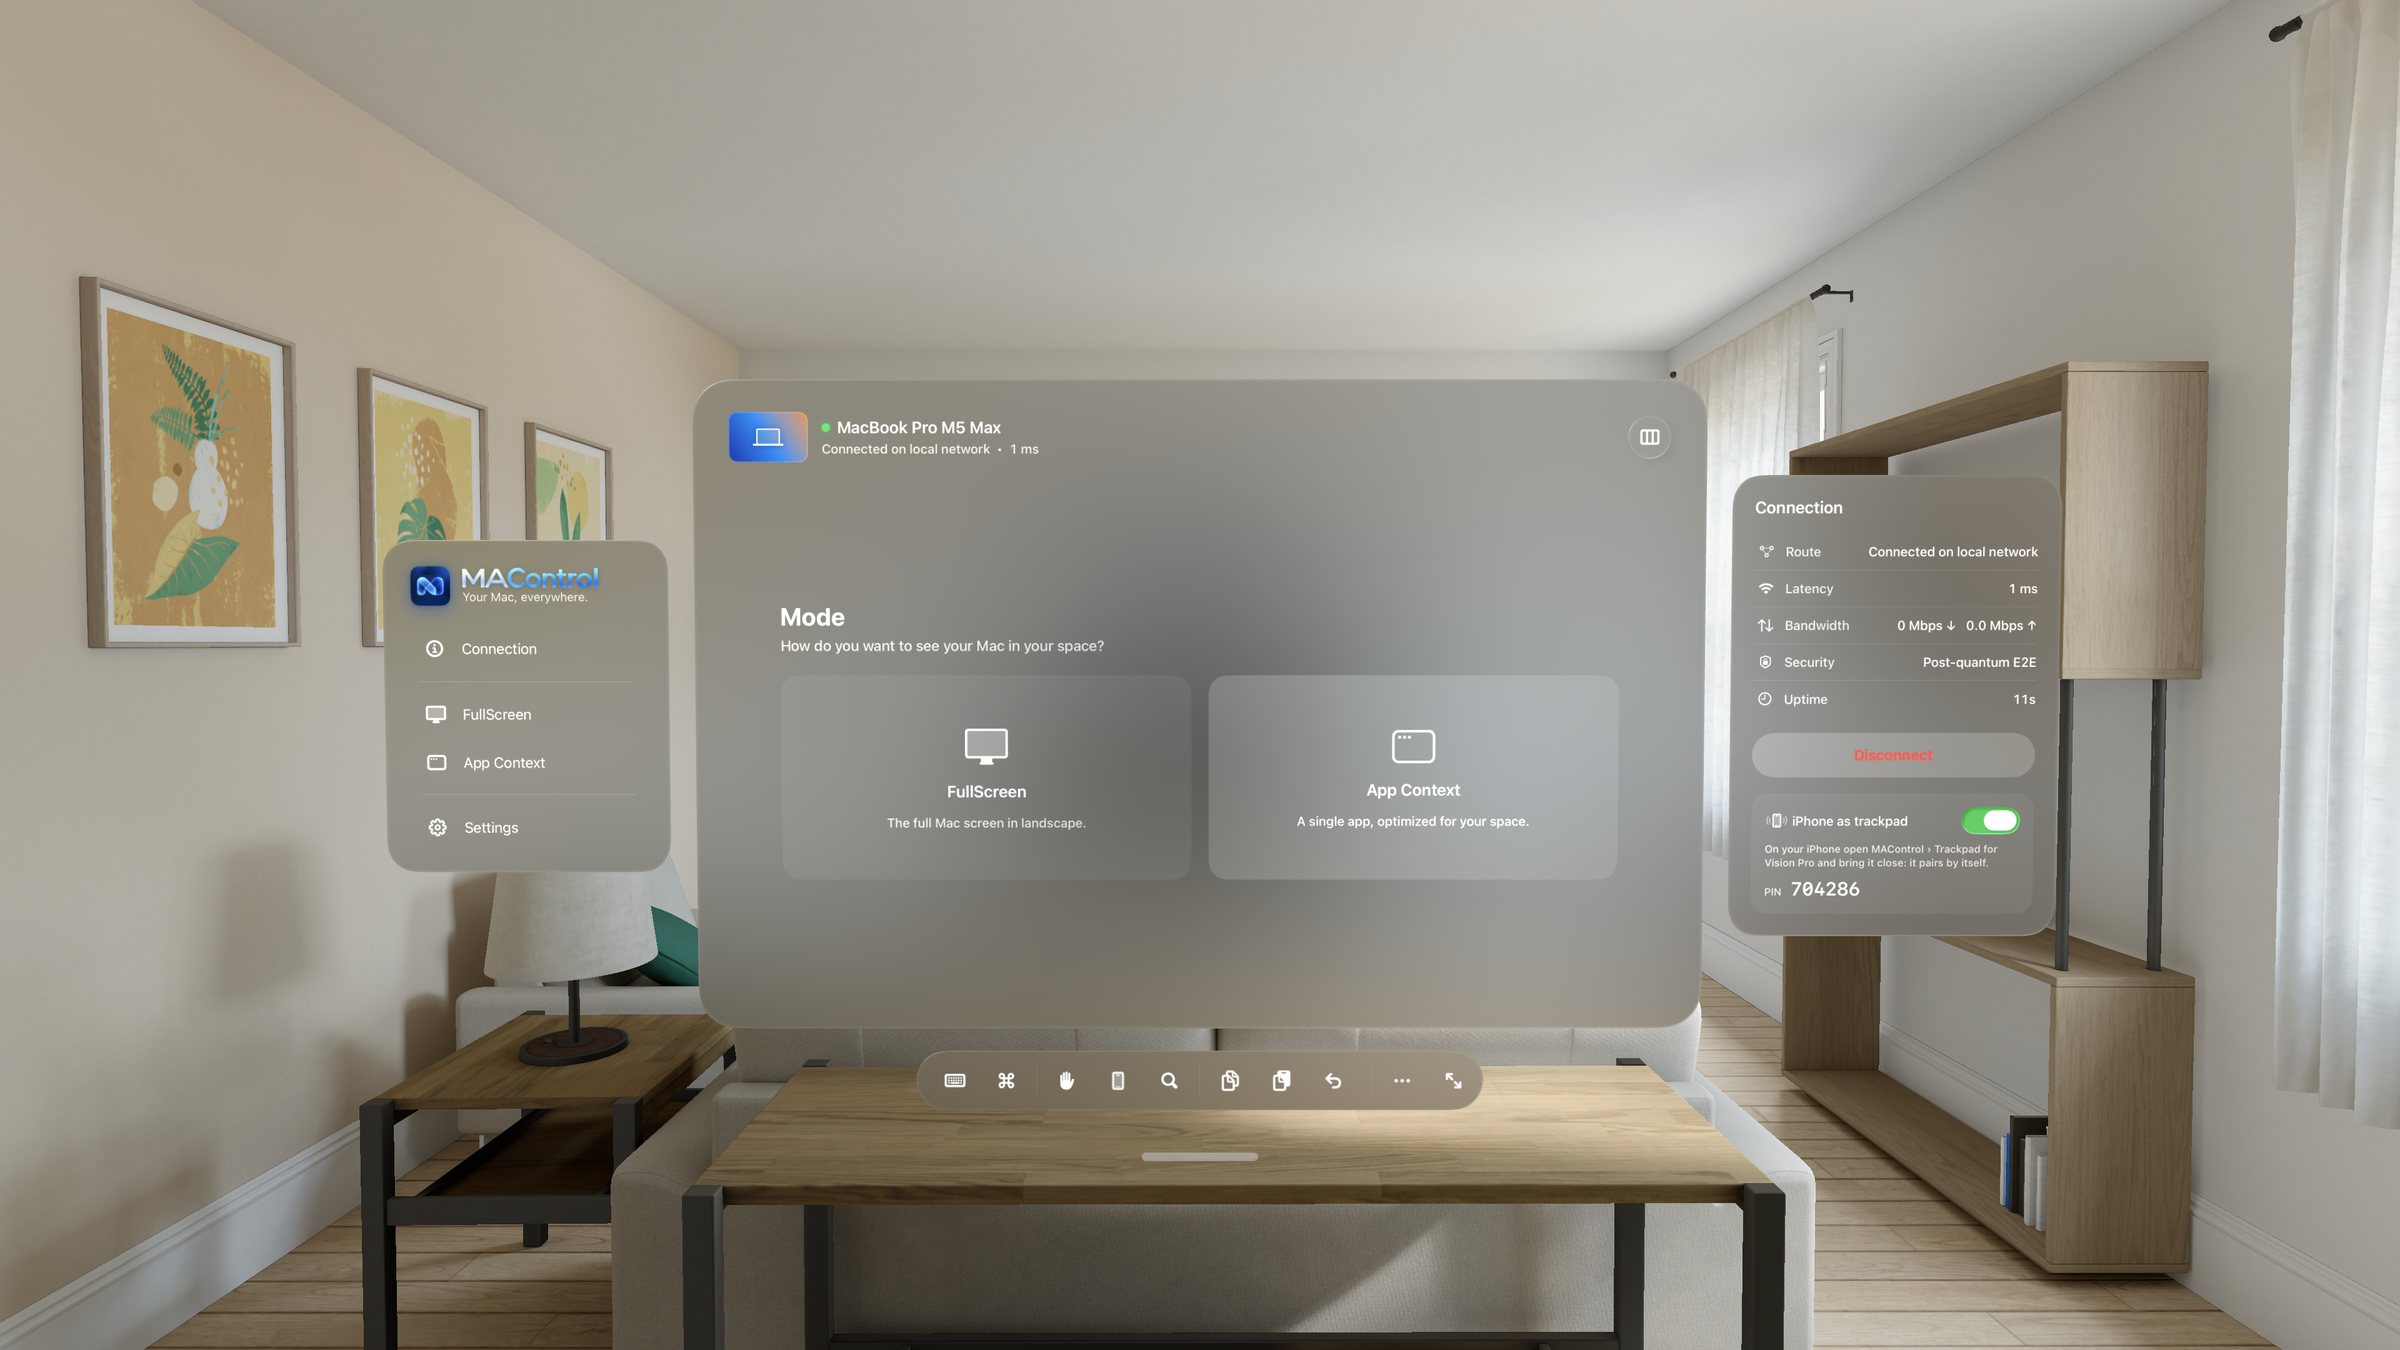 MAControl
Your Mac, everywhere.
Connection
FullScreen
App Context
Settings
MacBook Pro M5 Max
Connected on local network • 1 ms
Mode
How do you want to see your Mac in your space?
FullScreen
The full Mac screen in landscape.
App Context
A single app, optimized for your space.
Connection
Route Connected on local network
Latency 1 ms
Bandwidth 0 Mbps ↓ 0.0 Mbps ↑
Security Post-quantum E2E
Uptime 11s
Disconnect
iPhone as trackpad
On your iPhone open MAControl › Trackpad for
Vision Pro and bring it close: it pairs by itself.
PIN 704286